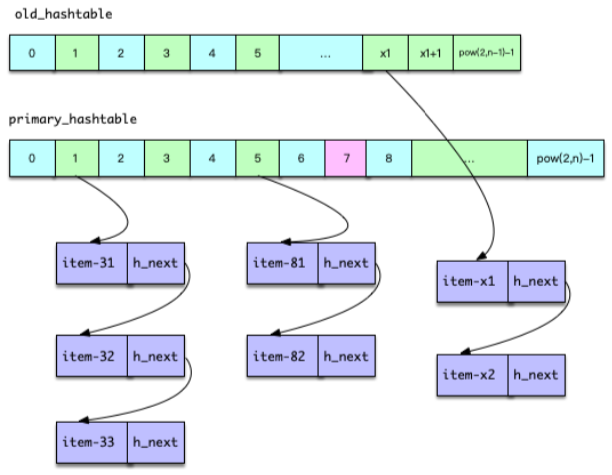 old_hashtable
0 1 2 3 4 5 ... x1 x1+1 pow(2,n-1)-1
primary_hashtable
0 1 2 3 4 5 6 7 8 ... pow(2,n)-1
item-31 h_next item-81 h_next
item-x1 h_next
item-32 h_next item-82 h_next
item-x2 h_next
item-33 h_next